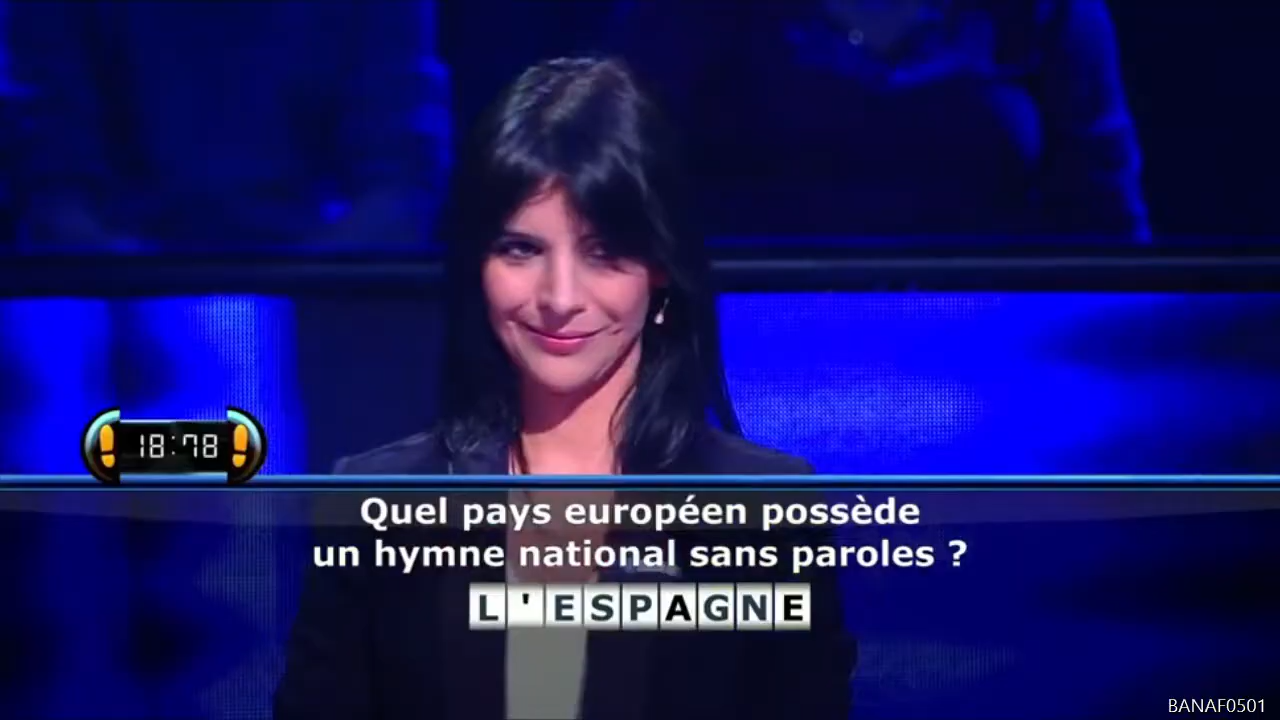 18:78
Quel pays européen possède
un hymne national sans paroles ?
L'ESPAGNE
BANAF0501